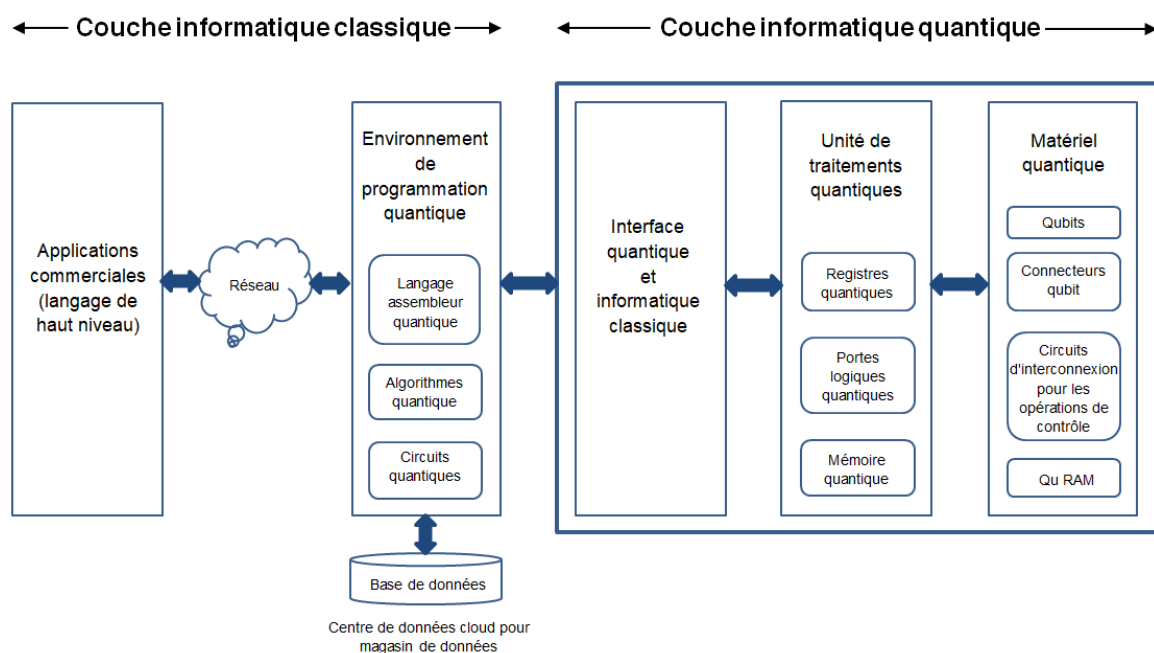 Couche informatique classique
Couche informatique quantique
Applications
commerciales
(langage de
haut niveau)
Réseau
Environnement
de
programmation
quantique
Langage
assembleur
quantique
Algorithmes
quantique
Circuits
quantiques
Base de données
Centre de données cloud pour
magasin de données
Interface
quantique
et
informatique
classique
Unité de
traitements
quantiques
Registres
quantiques
Portes
logiques
quantiques
Mémoire
quantique
Matériel
quantique
Qubits
Connecteurs
qubit
Circuits
d'interconnexion
pour les
opérations de
contrôle
Qu RAM